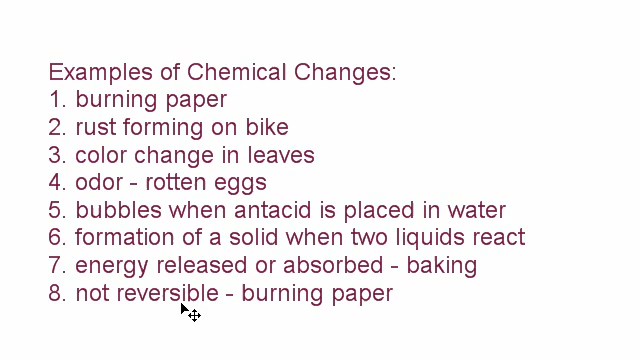 Examples of Chemical Changes:
1. burning paper
2. rust forming on bike
3. color change in leaves
4. odor - rotten eggs
5. bubbles when antacid is placed in water
6. formation of a solid when two liquids react
7. energy released or absorbed - baking
8. not reversible - burning paper